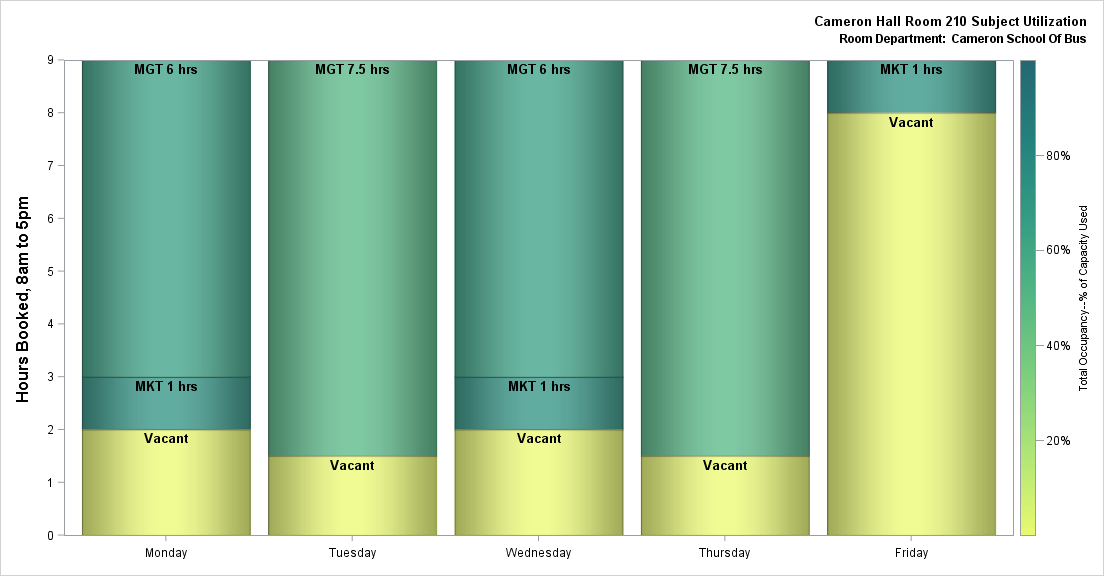 Cameron Hall Room 210 Subject Utilization
Room Department: Cameron School Of Bus
Hours Booked, 8am to 5pm
9
8
7
6
5
4
3
2
1
0
MGT 6 hrs
MKT 1 hrs
Vacant
MGT 7.5 hrs
Vacant
MGT 6 hrs
MKT 1 hrs
Vacant
MGT 7.5 hrs
Vacant
MKT 1 hrs
Vacant
Monday
Tuesday
Wednesday
Thursday
Friday
80%
60%
40%
20%
Total Occupancy--% of Capacity Used